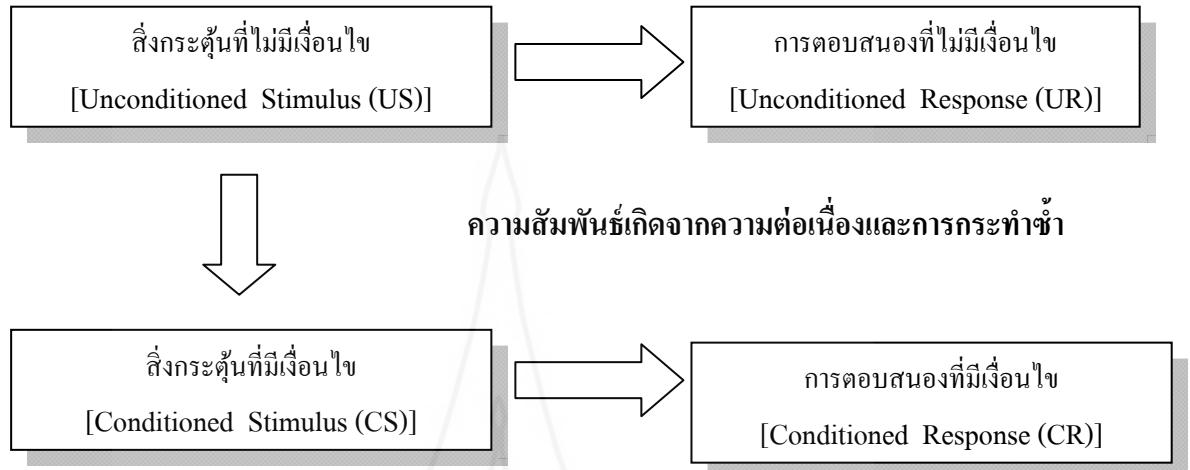 สิ่งกระตุ้นที่ไม่มีเงื่อนไข
[Unconditioned Stimulus (US)]
การตอบสนองที่ไม่มีเงื่อนไข
[Unconditioned Response (UR)]
ความสัมพันธ์เกิดจากความต่อเนื่องและการกระทำซ้ำ
สิ่งกระตุ้นที่มีเงื่อนไข
[Conditioned Stimulus (CS)]
การตอบสนองที่มีเงื่อนไข
[Conditioned Response (CR)]